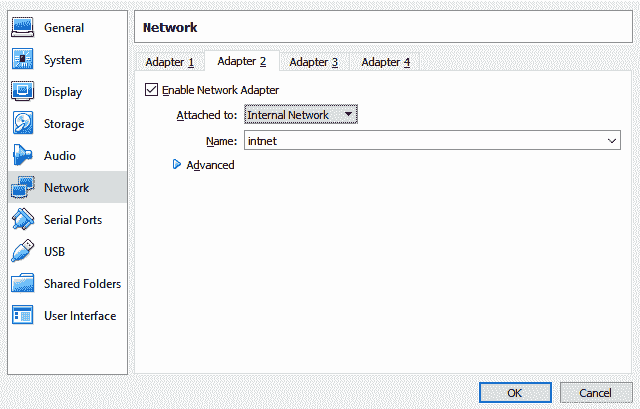 General
System
Display
Storage
Audio
Network
Serial Ports
USB
Shared Folders
User Interface
Network
Adapter 1 Adapter 2 Adapter 3 Adapter 4
Enable Network Adapter
Attached to: Internal Network
Name: intnet
Advanced
OK Cancel